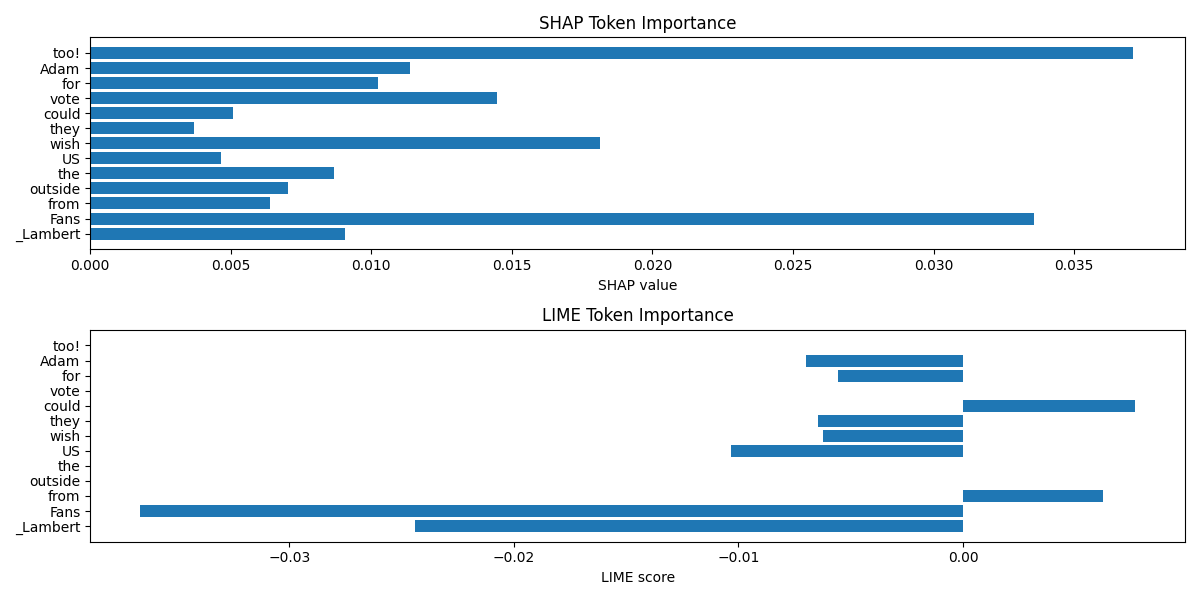 SHAP Token Importance
too!
Adam
for
vote
could
they
wish
US
the
outside
from
Fans
_Lambert
0.000 0.005 0.010 0.015 0.020 0.025 0.030 0.035
SHAP value
LIME Token Importance
too!
Adam
for
vote
could
they
wish
US
the
outside
from
Fans
_Lambert
−0.03 −0.02 −0.01 0.00
LIME score